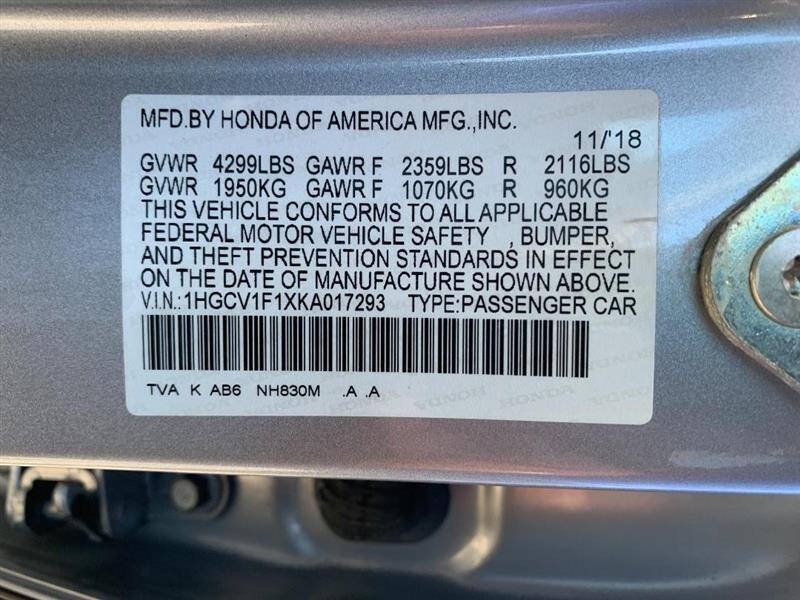 MFD.BY HONDA OF AMERICA MFG.,INC.
11/'18
GVWR 4299LBS GAWR F 2359LBS R 2116LBS
GVWR 1950KG GAWR F 1070KG R 960KG
THIS VEHICLE CONFORMS TO ALL APPLICABLE
FEDERAL MOTOR VEHICLE SAFETY , BUMPER,
AND THEFT PREVENTION STANDARDS IN EFFECT
ON THE DATE OF MANUFACTURE SHOWN ABOVE.
V.I.N.:1HGCV1F1XKA017293 TYPE:PASSENGER CAR
TVA K AB6 NH830M .A .A